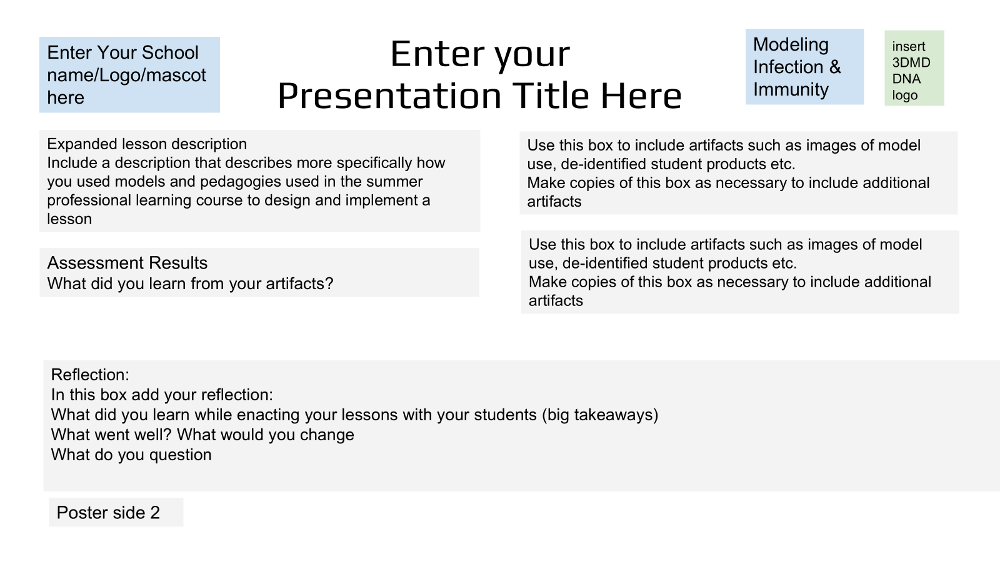 Enter Your School
name/Logo/mascot
here
Enter your
Presentation Title Here
Modeling
Infection &
Immunity
insert
3DMD
DNA
logo
Expanded lesson description
Include a description that describes more specifically how
you used models and pedagogies used in the summer
professional learning course to design and implement a
lesson
Assessment Results
What did you learn from your artifacts?
Use this box to include artifacts such as images of model
use, de-identified student products etc.
Make copies of this box as necessary to include additional
artifacts
Use this box to include artifacts such as images of model
use, de-identified student products etc.
Make copies of this box as necessary to include additional
artifacts
Reflection:
In this box add your reflection:
What did you learn while enacting your lessons with your students (big takeaways)
What went well? What would you change
What do you question
Poster side 2